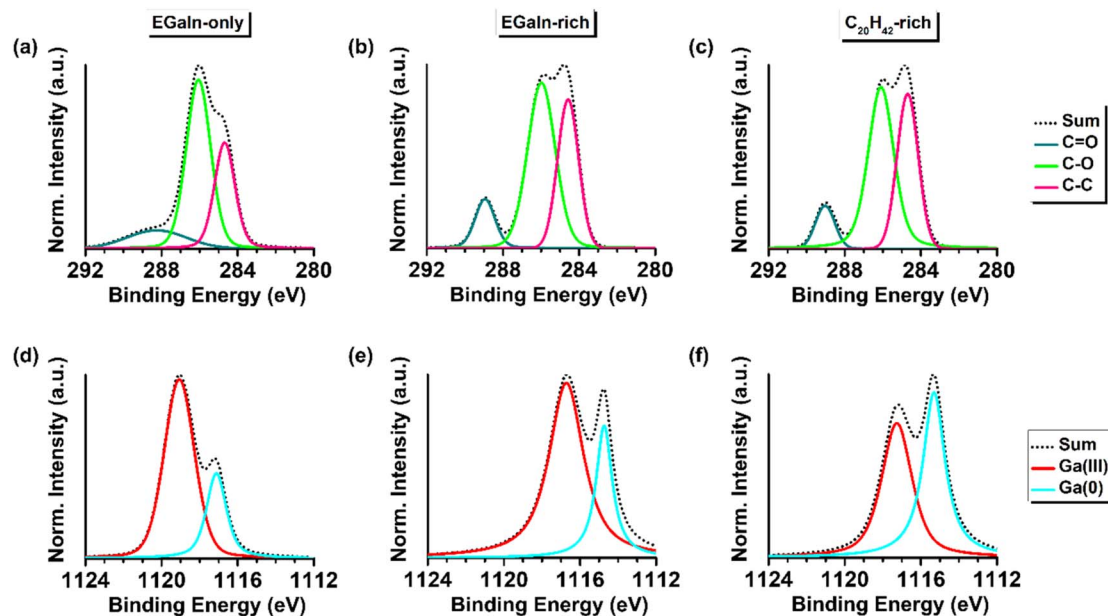 EGaIn-only
EGaIn-rich
C₂₀H₄₂-rich
(a)
Norm. Intensity (a.u.)
292 288 284 280
Binding Energy (eV)
(b)
Norm. Intensity (a.u.)
292 288 284 280
Binding Energy (eV)
(c)
Norm. Intensity (a.u.)
292 288 284 280
Binding Energy (eV)
Sum
C=O
C-O
C-C
(d)
Norm. Intensity (a.u.)
1124 1120 1116 1112
Binding Energy (eV)
(e)
Norm. Intensity (a.u.)
1124 1120 1116 1112
Binding Energy (eV)
(f)
Norm. Intensity (a.u.)
1124 1120 1116 1112
Binding Energy (eV)
Sum
Ga(III)
Ga(0)